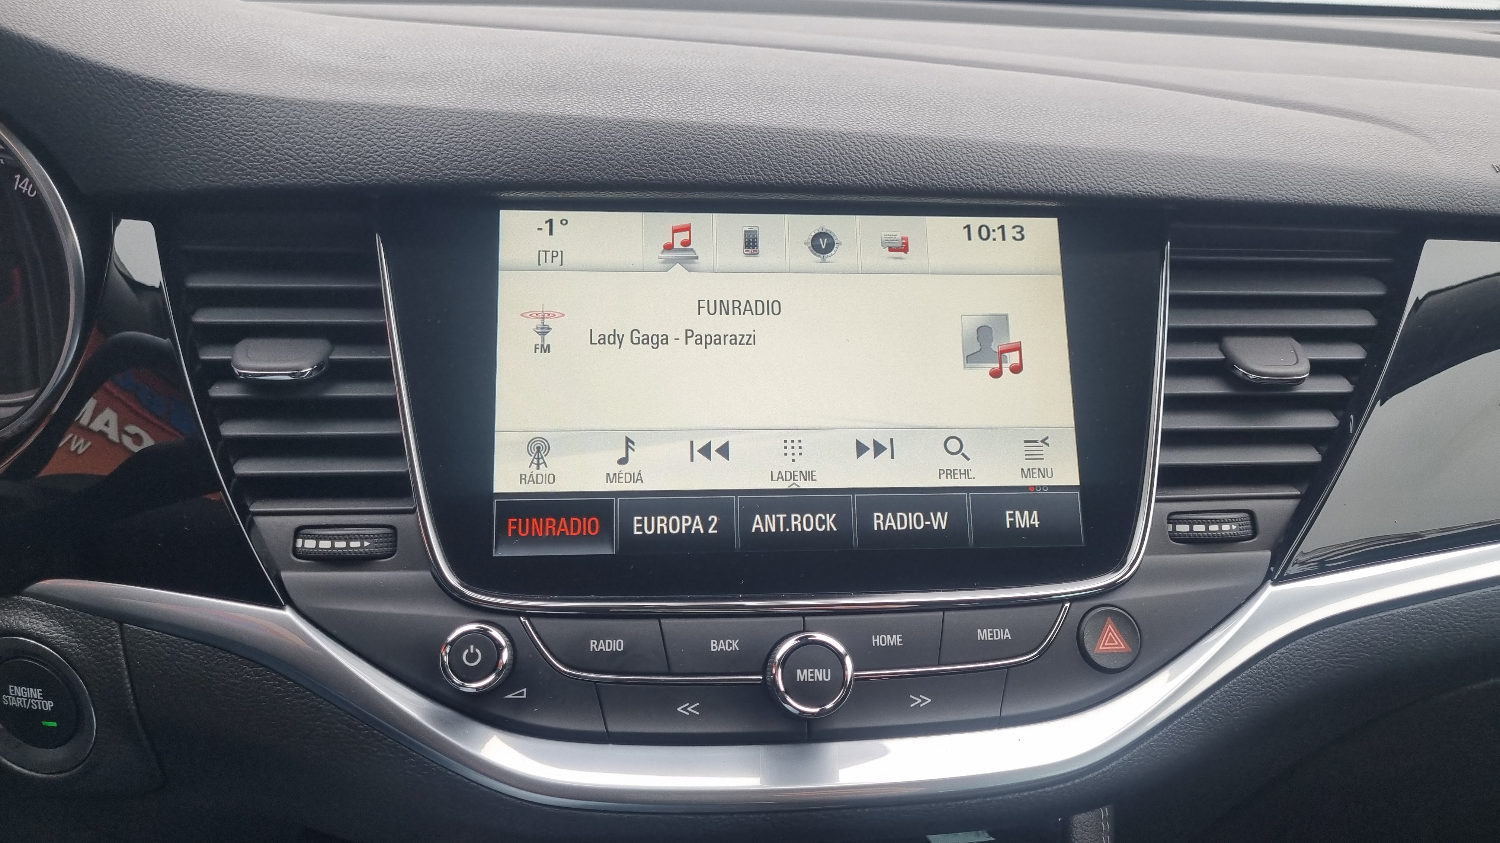 140
-1°
[TP]
V
10:13
FUNRADIO
Lady Gaga - Paparazzi
FM
RÁDIO
MÉDIÁ
LADENIE
PREHĽ.
MENU
FUNRADIO
EUROPA 2
ANT.ROCK
RADIO-W
FM4
RADIO
BACK
MENU
HOME
MEDIA
ENGINE
START/STOP